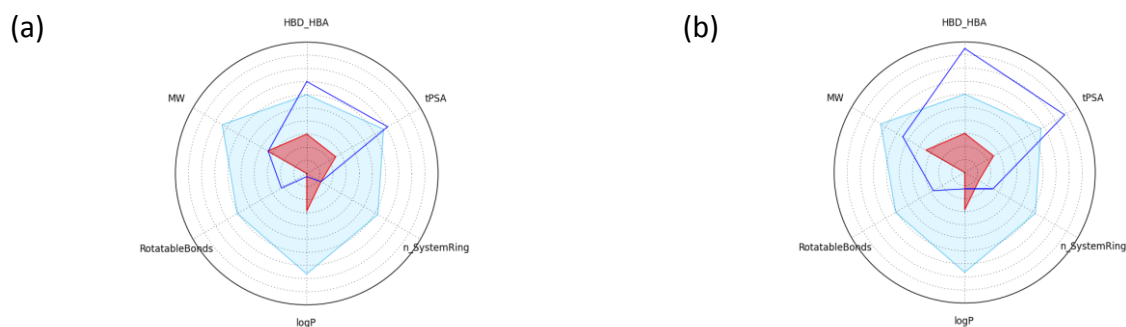 (a)
HBD_HBA
tPSA
n_SystemRing
logP
RotatableBonds
MW
(b)
HBD_HBA
tPSA
n_SystemRing
logP
RotatableBonds
MW